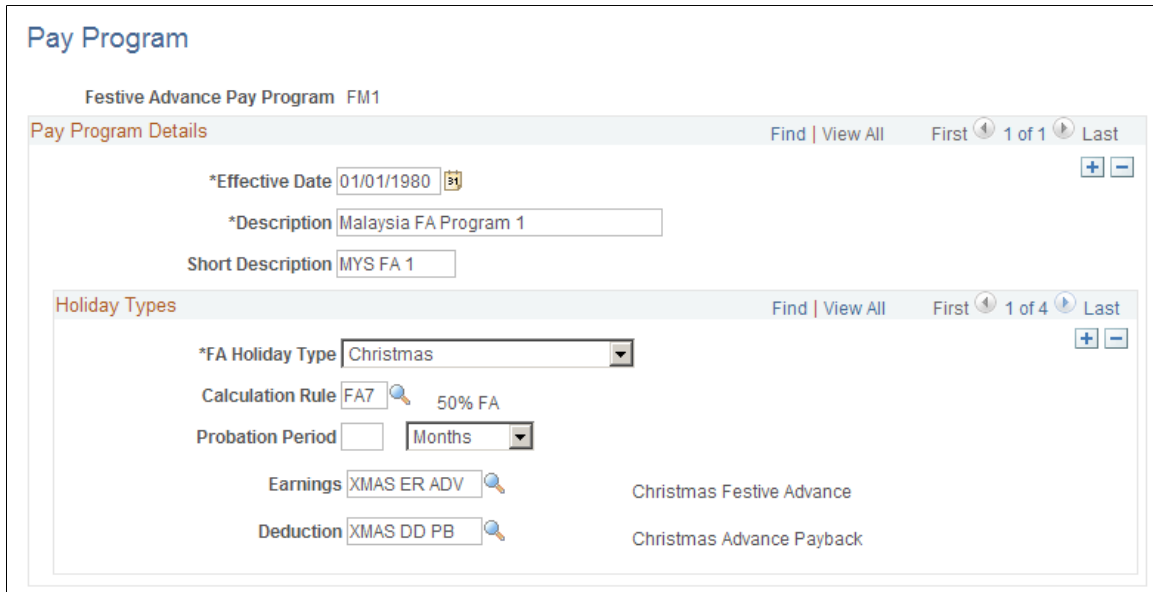 Pay Program
Festive Advance Pay Program FM1
Pay Program Details Find | View All First 1 of 1 Last
*Effective Date 01/01/1980 31
*Description Malaysia FA Program 1
Short Description MYS FA 1
Holiday Types Find | View All First 1 of 4 Last
*FA Holiday Type Christmas
Calculation Rule FA7 50% FA
Probation Period Months
Earnings XMAS ER ADV Christmas Festive Advance
Deduction XMAS DD PB Christmas Advance Payback